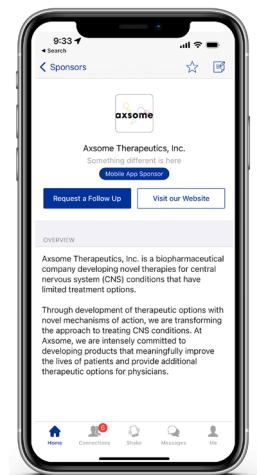 9:33
Search
Sponsors
axsome
Axsome Therapeutics, Inc.
Something different is here
Mobile App Sponsor
Request a Follow Up
Visit our Website
OVERVIEW
Axsome Therapeutics, Inc. is a biopharmaceutical
company developing novel therapies for central
nervous system (CNS) conditions that have
limited treatment options.
Through development of therapeutic options with
novel mechanisms of action, we are transforming
the approach to treating CNS conditions. At
Axsome, we are intensely committed to
developing products that meaningfully improve
the lives of patients and provide additional
therapeutic options for physicians.
6
Home
Connections
Shake
Messages
Me